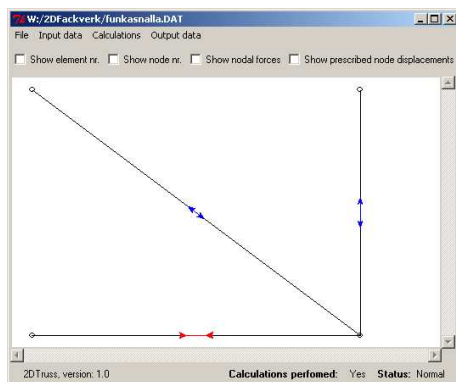 W:/2DFackverk/funkasnalla.DAT
File Input data Calculations Output data
Show element nr. Show node nr. Show nodal forces Show prescribed node displacements
2DTruss, version: 1.0 Calculations perfomed: Yes Status: Normal